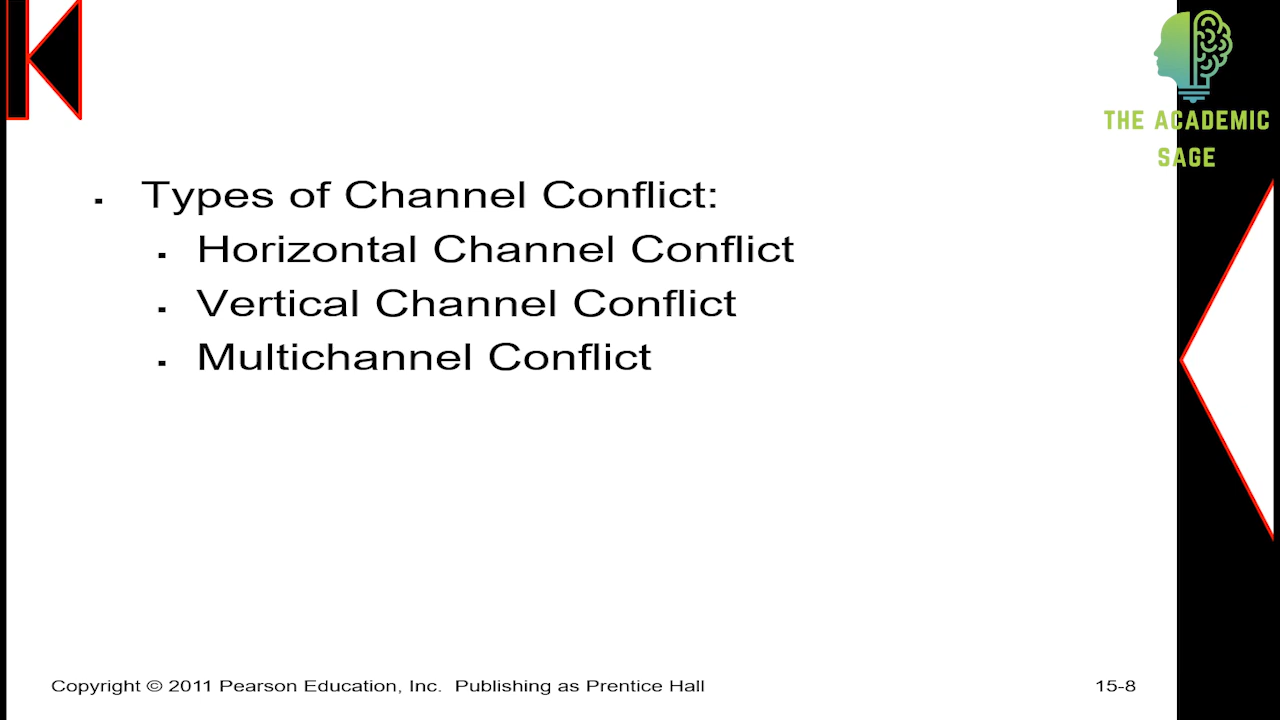 THE ACADEMIC
SAGE
▪ Types of Channel Conflict:
▪ Horizontal Channel Conflict
▪ Vertical Channel Conflict
▪ Multichannel Conflict
Copyright © 2011 Pearson Education, Inc. Publishing as Prentice Hall
15-8